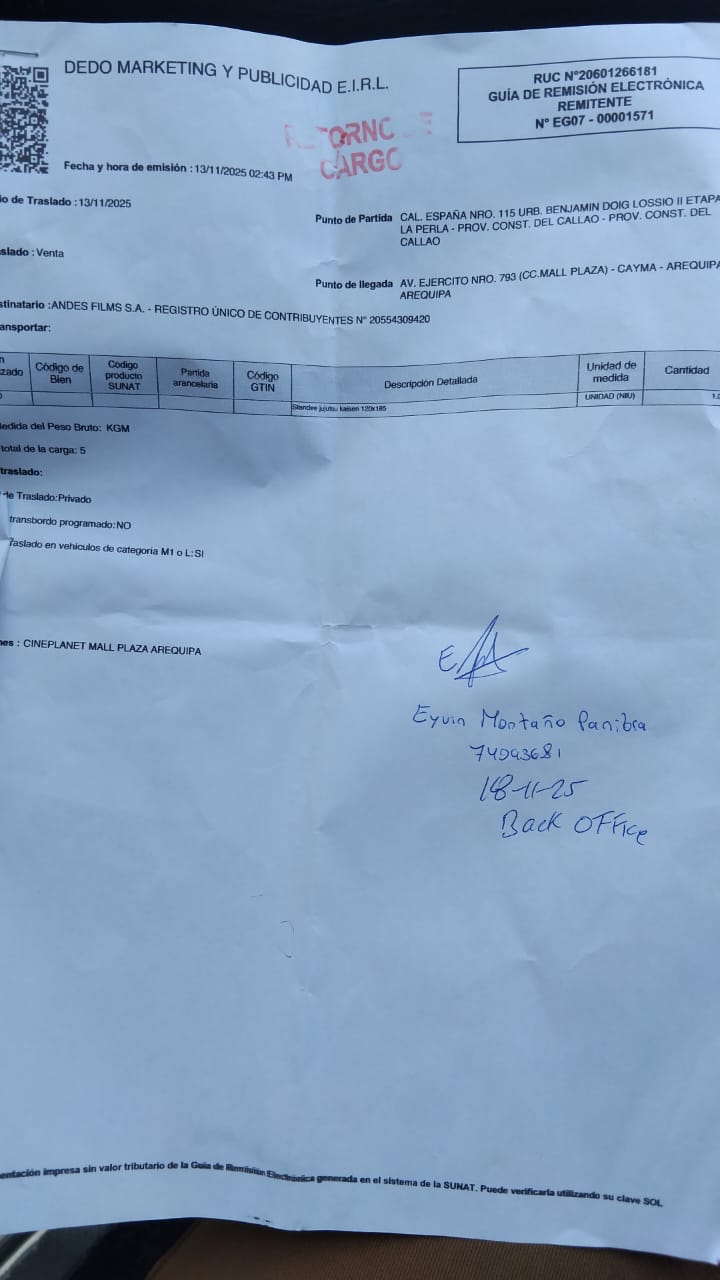 DEDO MARKETING Y PUBLICIDAD E.I.R.L.
RUC N°20601266181
GUÍA DE REMISIÓN ELECTRÓNICA
REMITENTE
N° EG07 - 00001571
CARGO
Fecha y hora de emisión : 13/11/2025 02:43 PM
io de Traslado : 13/11/2025
Punto de Partida CAL. ESPAÑA NRO. 115 URB. BENJAMIN DOIG LOSSIO II ETAPA
LA PERLA - PROV. CONST. DEL CALLAO - PROV. CONST. DEL
CALLAO
slado : Venta
Punto de llegada AV. EJERCITO NRO. 793 (CC.MALL PLAZA) - CAYMA - AREQUIPA
AREQUIPA
stinatario : ANDES FILMS S.A. - REGISTRO ÚNICO DE CONTRIBUYENTES N° 20554309420
ansportar:
zado Código de Bien Código producto SUNAT Partida arancelaria Código GTIN Descripción Detallada Unidad de medida Cantidad
Standee jujutsu kaisen 120x185 UNIDAD (NIU) 1.0
edida del Peso Bruto: KGM
total de la carga: 5
traslado:
de Traslado:Privado
transbordo programado:NO
Traslado en vehículos de categoría M1 o L:SI
nes : CINEPLANET MALL PLAZA AREQUIPA
Eyvin Montaño Panibra
18-11-25
Back OFFice
entación impresa sin valor tributario de la Guía de Remisión Electrónica generada en el sistema de la SUNAT. Puede verificarla utilizando su clave SOL